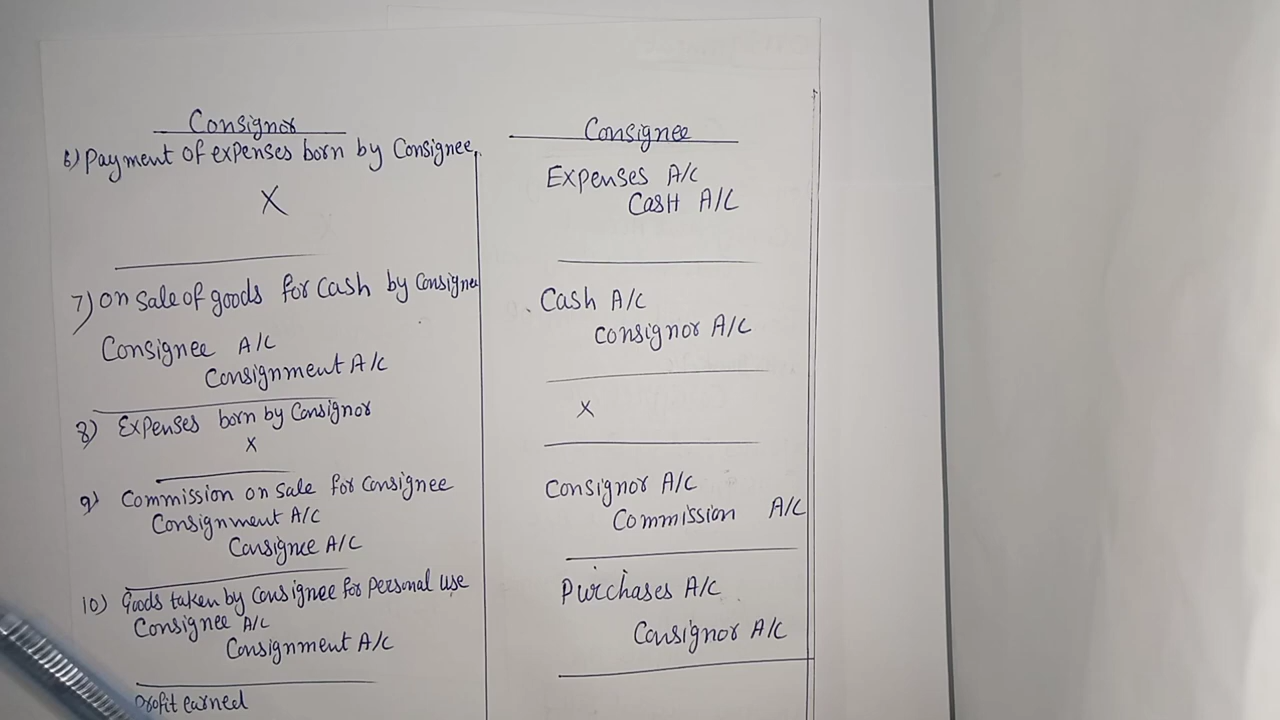 Consignor
6) Payment of expenses born by Consignee.
X
7) on sale of goods for cash by Consignee
Consignee A/C
Consignment A/C
8) Expenses born by Consignor
X
9) Commission on sale for Consignee
Consignment A/C
Consignee A/C
10) Goods taken by Consignee for Personal use
Consignee A/C
Consignment A/C
Profit earned
Consignee
Expenses A/C
Cash A/C
Cash A/C
Consignor A/C
X
Consignor A/C
Commission A/C
Purchases A/C
Consignor A/C